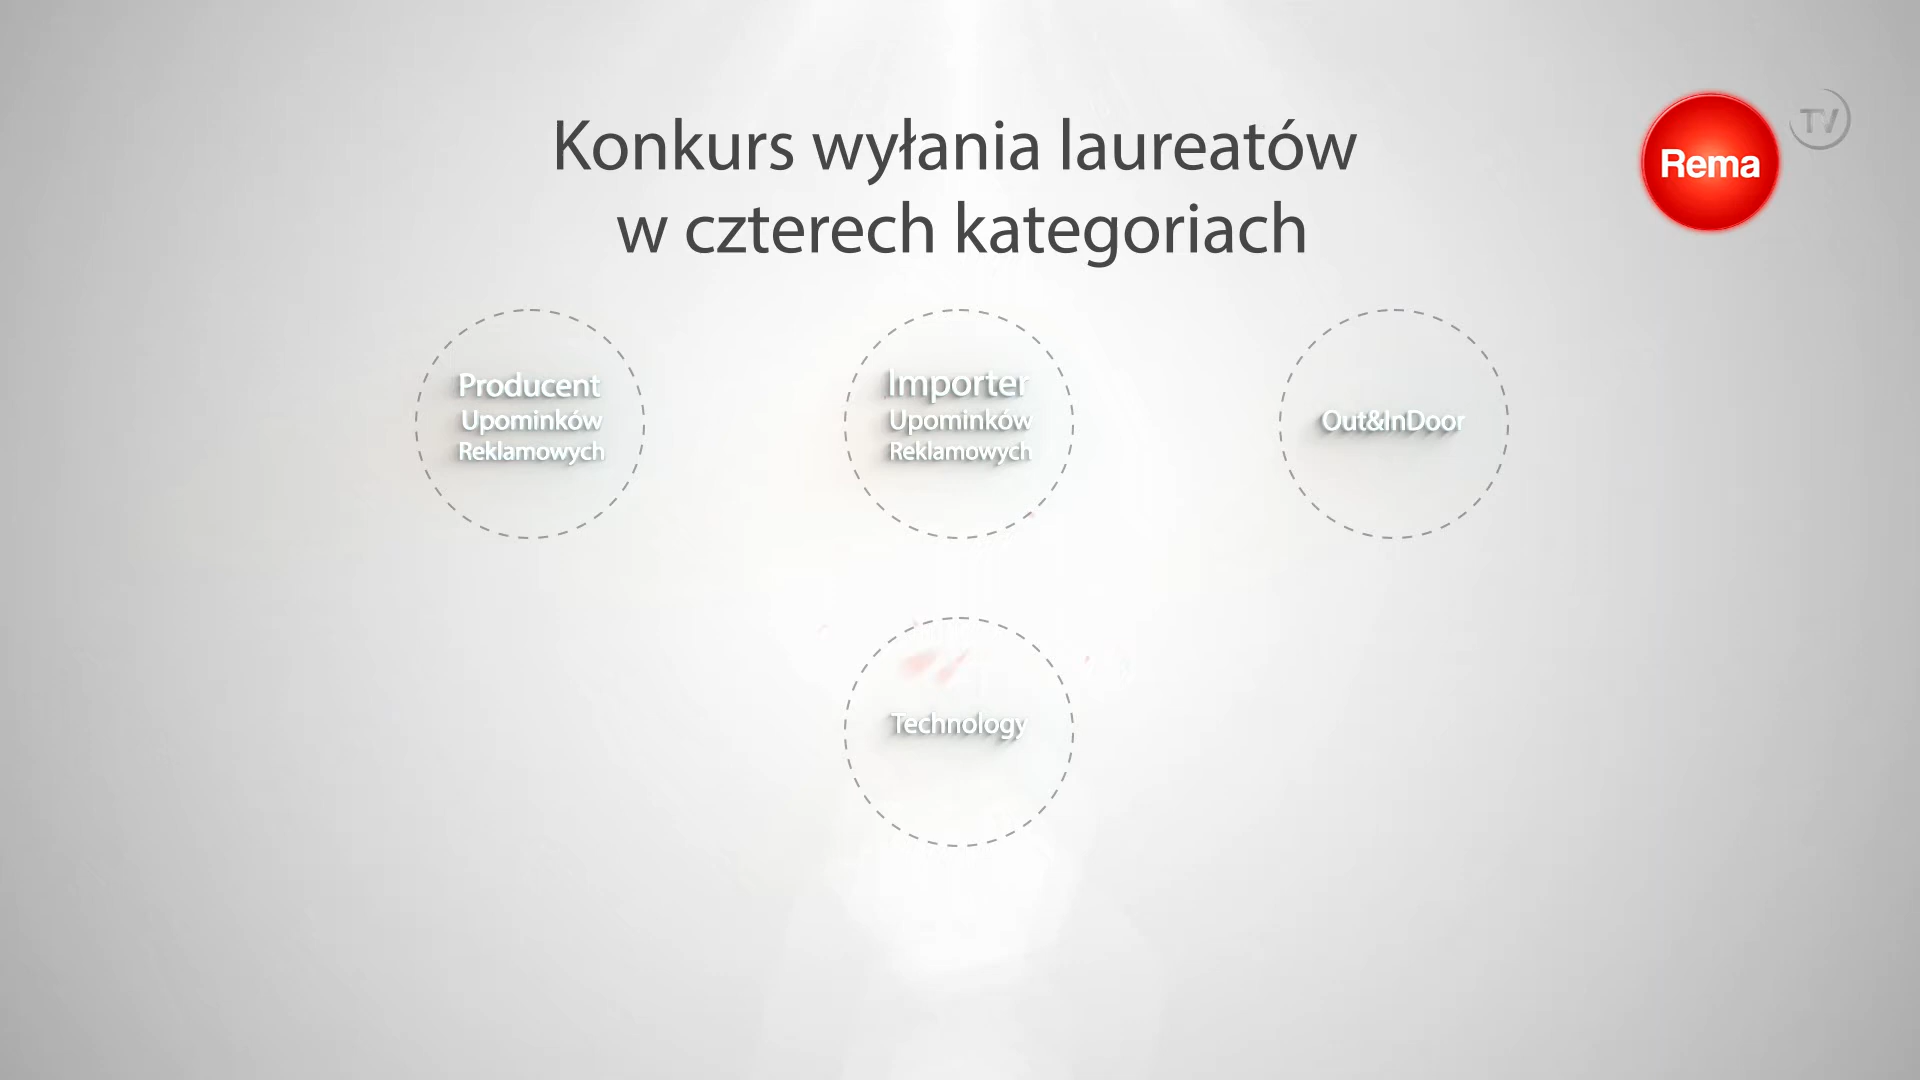 Konkurs wyłania laureatów
w czterech kategoriach
Rema
TV
Producent
Upominków
Reklamowych
Importer
Upominków
Reklamowych
Out&InDoor
Technology